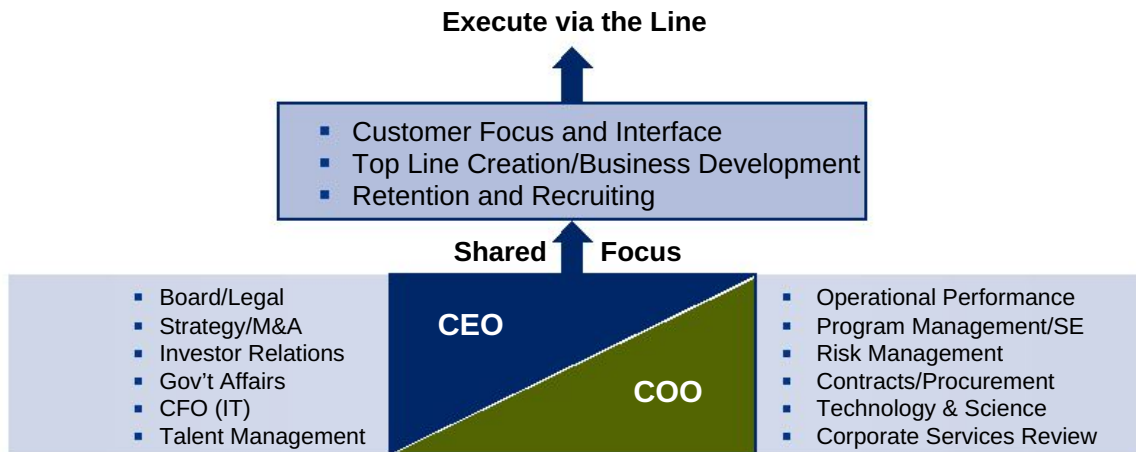 Execute via the Line
▪ Customer Focus and Interface
▪ Top Line Creation/Business Development
▪ Retention and Recruiting
Shared Focus
▪ Board/Legal
▪ Strategy/M&A
▪ Investor Relations
▪ Gov't Affairs
▪ CFO (IT)
▪ Talent Management
CEO
COO
▪ Operational Performance
▪ Program Management/SE
▪ Risk Management
▪ Contracts/Procurement
▪ Technology & Science
▪ Corporate Services Review